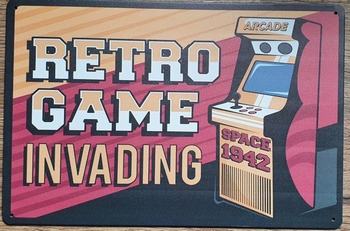 RETRO
GAME
INVADING
ARCADE
SPACE
1942